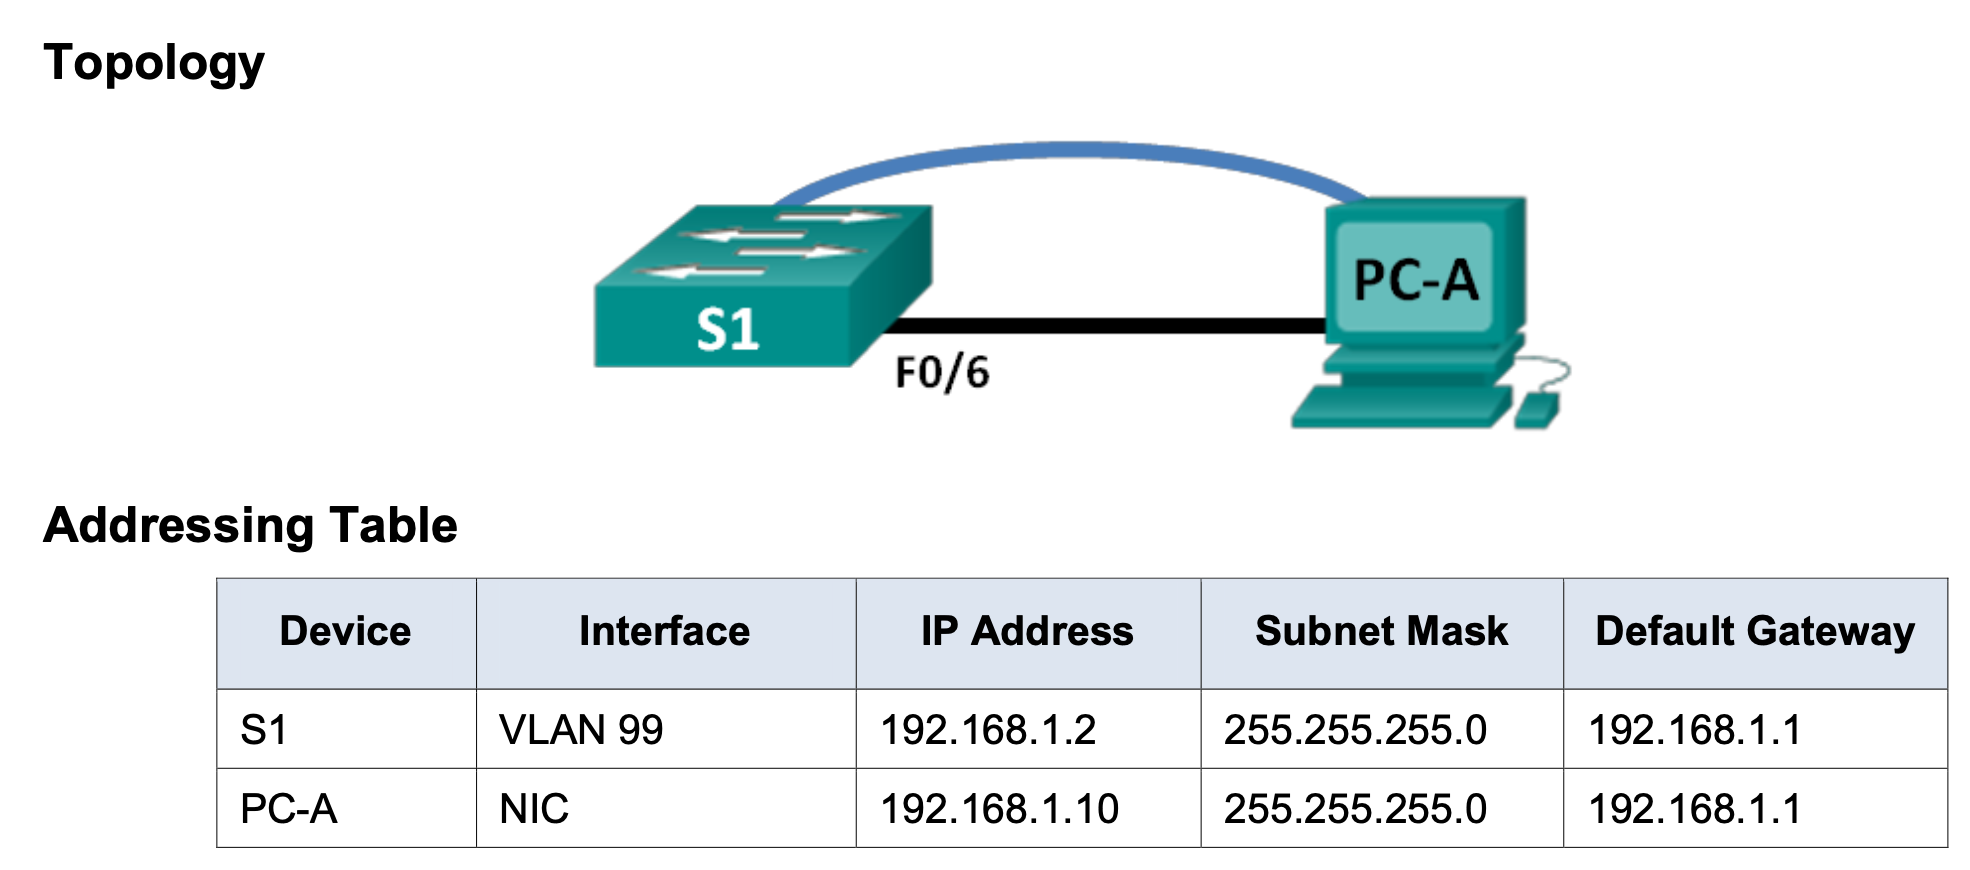 Topology
S1
PC-A
F0/6
Addressing Table
Device Interface IP Address Subnet Mask Default Gateway
S1 VLAN 99 192.168.1.2 255.255.255.0 192.168.1.1
PC-A NIC 192.168.1.10 255.255.255.0 192.168.1.1